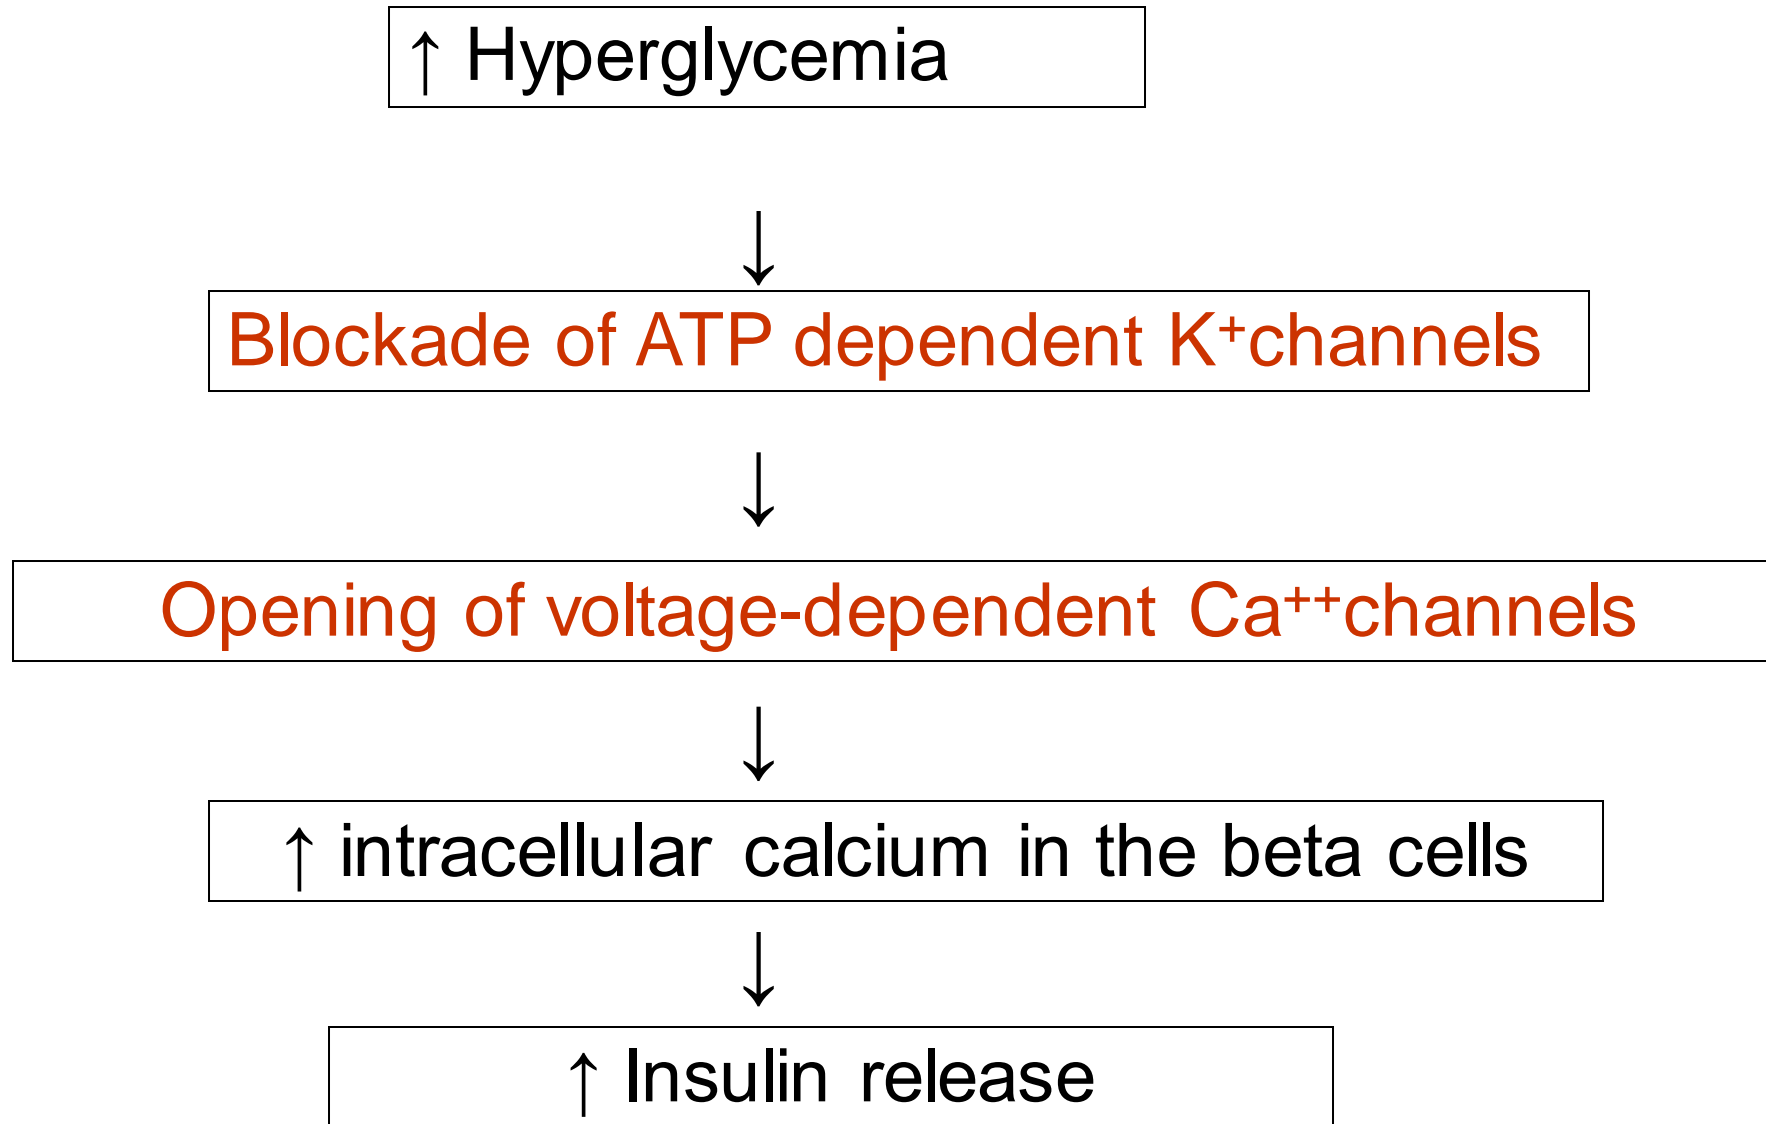 ↑ Hyperglycemia
↓
Blockade of ATP dependent K⁺channels
↓
Opening of voltage-dependent Ca⁺⁺channels
↓
↑ intracellular calcium in the beta cells
↓
↑ Insulin release